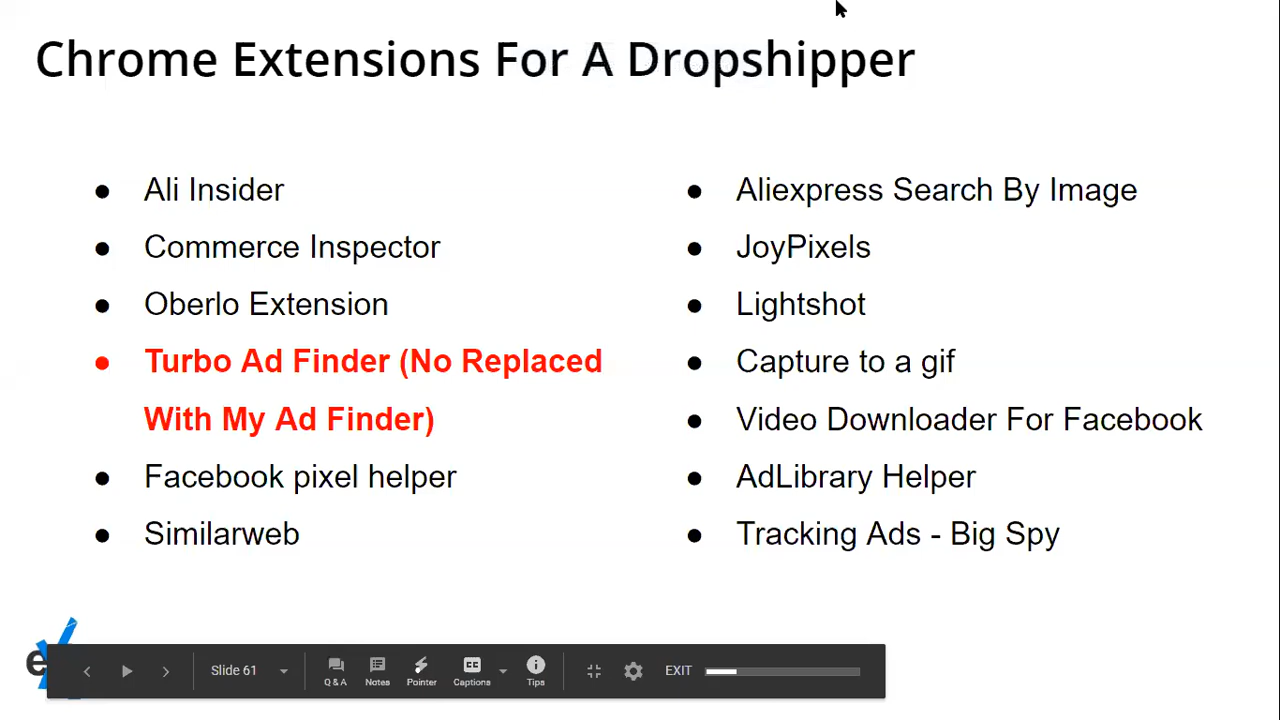 Chrome Extensions For A Dropshipper
● Ali Insider
● Commerce Inspector
● Oberlo Extension
● Turbo Ad Finder (No Replaced
With My Ad Finder)
● Facebook pixel helper
● Similarweb
● Aliexpress Search By Image
● JoyPixels
● Lightshot
● Capture to a gif
● Video Downloader For Facebook
● AdLibrary Helper
● Tracking Ads - Big Spy
e
Slide 61
Q & A
Notes
Pointer
CC
Captions
Tips
EXIT